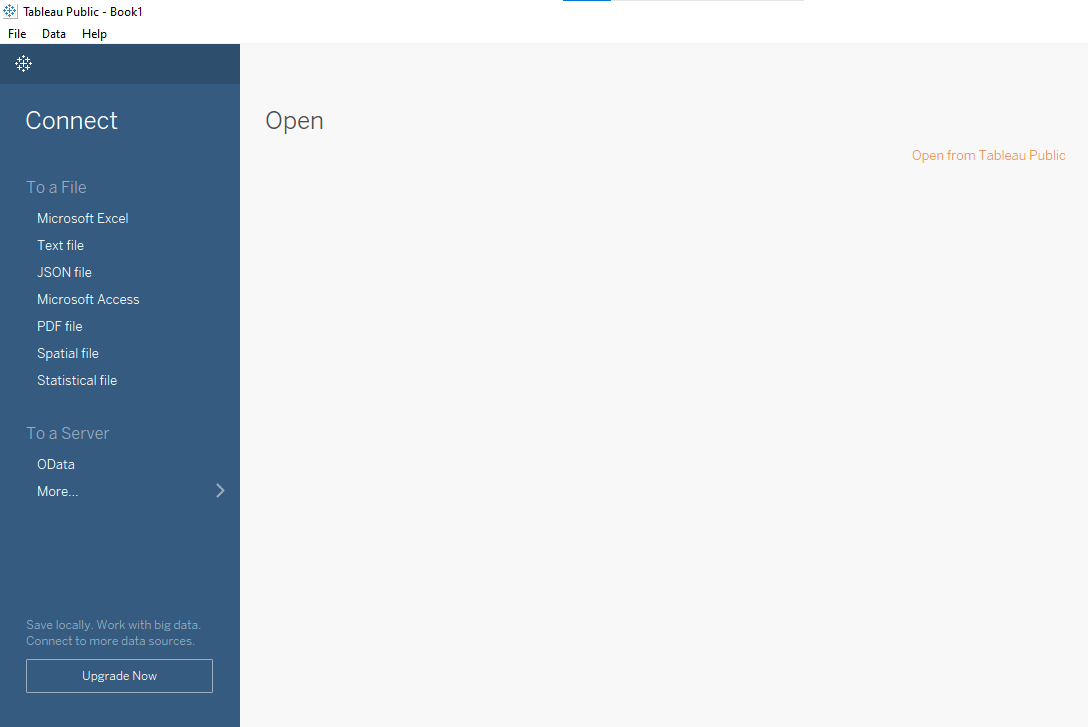 Tableau Public - Book1
File Data Help
Connect
To a File
Microsoft Excel
Text file
JSON file
Microsoft Access
PDF file
Spatial file
Statistical file
To a Server
OData
More...
Save locally. Work with big data.
Connect to more data sources.
Upgrade Now
Open
Open from Tableau Public